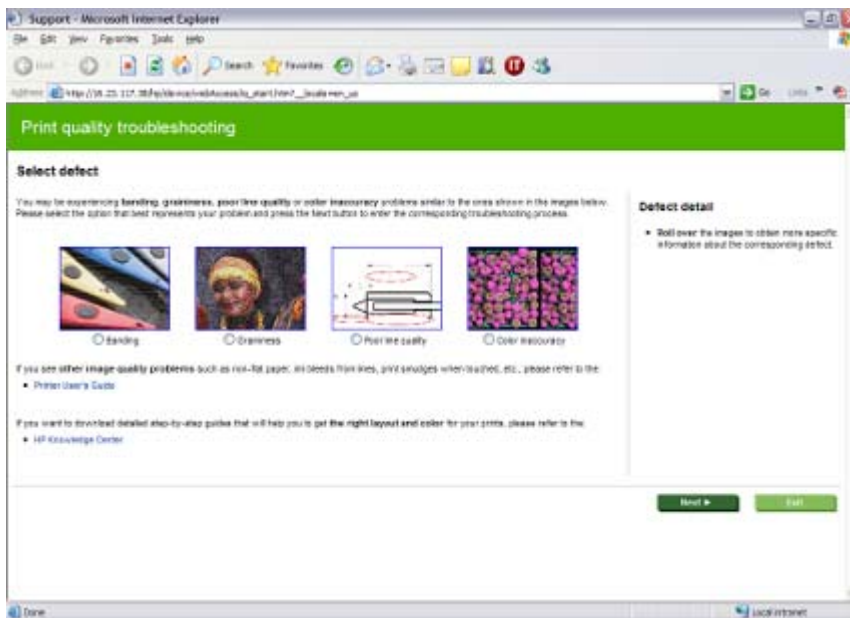 Support - Microsoft Internet Explorer
File Edit View Favorites Tools Help
Search Favorites
Go Links
Print quality troubleshooting
Select defect
You may be experiencing banding, graininess, poor line quality or color inaccuracy problems similar to the ones shown in the images below.
Please select the option that best represents your problem and press the Next button to enter the corresponding troubleshooting process.
Banding
Graininess
Poor line quality
Color inaccuracy
If you see other image quality problems such as non-flat paper, ink bleeds from lines, print smudges when touched, etc., please refer to the:
Printer User's Guide
If you want to download detailed step-by-step guides that will help you to get the right layout and color for your prints, please refer to the:
HP Knowledge Center
Defect detail
Roll over the images to obtain more specific
information about the corresponding defect.
Next
Exit
Done
Local intranet